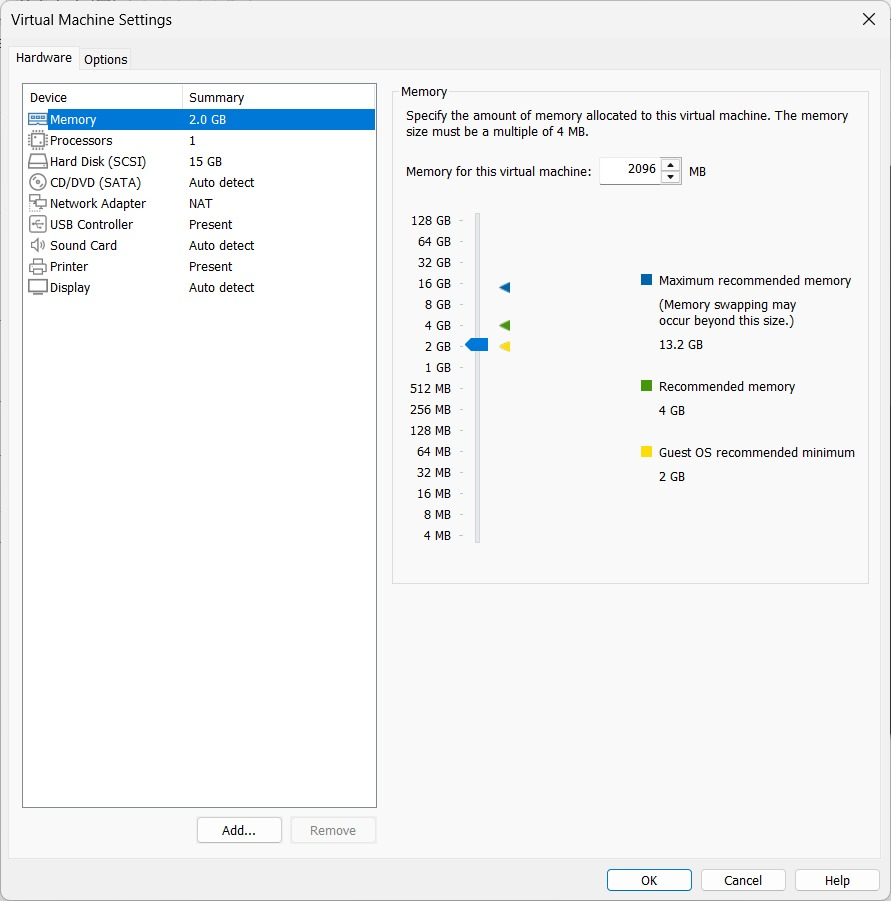 Virtual Machine Settings
Hardware Options
Device Summary
Memory 2.0 GB
Processors 1
Hard Disk (SCSI) 15 GB
CD/DVD (SATA) Auto detect
Network Adapter NAT
USB Controller Present
Sound Card Auto detect
Printer Present
Display Auto detect
Add... Remove
Memory
Specify the amount of memory allocated to this virtual machine. The memory
size must be a multiple of 4 MB.
Memory for this virtual machine: 2096 MB
128 GB
64 GB
32 GB
16 GB
8 GB
4 GB
2 GB
1 GB
512 MB
256 MB
128 MB
64 MB
32 MB
16 MB
8 MB
4 MB
Maximum recommended memory
(Memory swapping may
occur beyond this size.)
13.2 GB
Recommended memory
4 GB
Guest OS recommended minimum
2 GB
OK Cancel Help